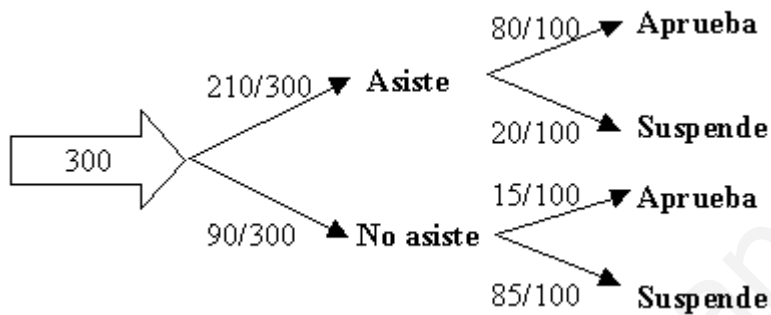 80/100 Aprueba
210/300 Asiste
20/100 Suspende
300
15/100 Aprueba
90/300 No asiste
85/100 Suspende